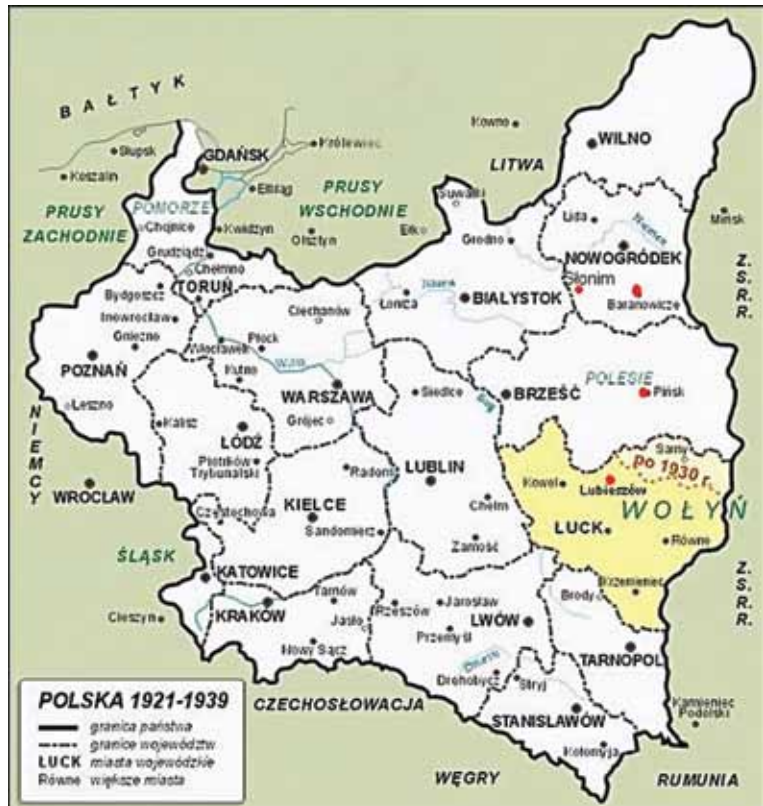 BAŁTYK
Słupsk
Koszalin
GDAŃSK
Elbląg
Królewiec
Kowno
WILNO
LITWA
PRUSY
ZACHODNIE
POMORZE
Chojnice
Kwidzyn
PRUSY
WSCHODNIE
Olsztyn
Ełk
Suwałki
Grodno
Lida
Niemen
Mińsk
NOWOGRÓDEK
Słonim
Baranowicze
Z.
S.
R.
R.
Grudziądz
Chełmno
TORUŃ
Bydgoszcz
Inowrocław
Gniezno
POZNAŃ
Leszno
Ciechanów
Łomża
Narew
BIAŁYSTOK
Włocławek
Płock
Wisła
Kutno
WARSZAWA
Grójec
Siedlce
Bug
BRZEŚĆ
POLESIE
Pińsk
NIEMCY
Kalisz
ŁÓDŹ
Piotrków
Trybunalski
WROCŁAW
Radom
LUBLIN
Chełm
Zamość
Sarny
po 1930 r.
Kowel
Lubieszów
WOŁYŃ
ŁUCK
Równe
KIELCE
Częstochowa
Sandomierz
ŚLĄSK
KATOWICE
KRAKÓW
Cieszyn
Tarnów
Jasło
Nowy Sącz
Rzeszów
Jarosław
Przemyśl
LWÓW
Brody
Krzemieniec
Z.
S.
R.
R.
TARNOPOL
Drohobycz
Stryj
Kamieniec
Podolski
STANISŁAWÓW
Kołomyja
CZECHOSŁOWACJA
WĘGRY
RUMUNIA
POLSKA 1921-1939
granica państwa
granice województw
ŁUCK miasta wojewódzkie
Równe większe miasta